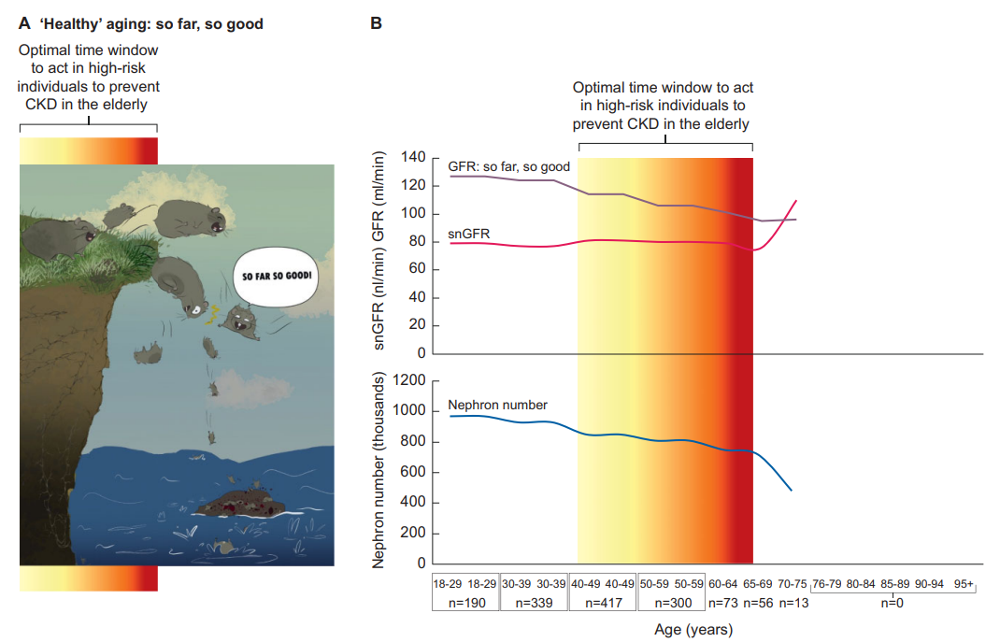 A ‘Healthy’ aging: so far, so good
Optimal time window
to act in high-risk
individuals to prevent
CKD in the elderly
SO FAR SO GOOD!
B
Optimal time window to act
in high-risk individuals to
prevent CKD in the elderly
snGFR (nl/min) GFR (ml/min)
140
120
100
80
60
40
20
0
GFR: so far, so good
snGFR
Nephron number (thousands)
1200
1000
800
600
400
200
0
Nephron number
18-29 18-29 30-39 30-39 40-49 40-49 50-59 50-59 60-64 65-69 70-75 76-79 80-84 85-89 90-94 95+
n=190 n=339 n=417 n=300 n=73 n=56 n=13 n=0
Age (years)